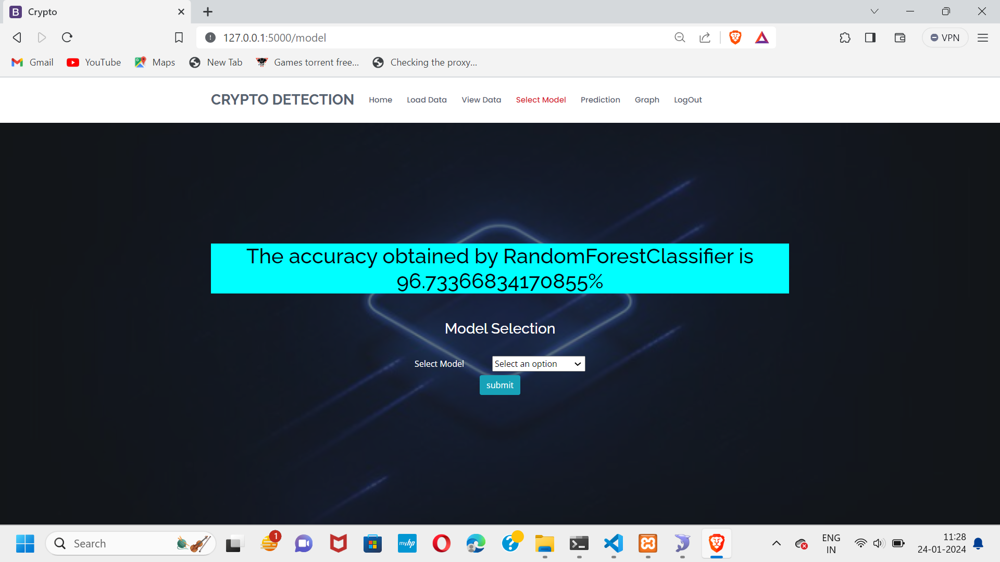 Crypto
127.0.0.1:5000/model
VPN
Gmail
YouTube
Maps
New Tab
Games torrent free...
Checking the proxy...
CRYPTO DETECTION
Home
Load Data
View Data
Select Model
Prediction
Graph
LogOut
The accuracy obtained by RandomForestClassifier is
96.73366834170855%
Model Selection
Select Model
Select an option
submit
Search
1
myhp
ENG
IN
11:28
24-01-2024